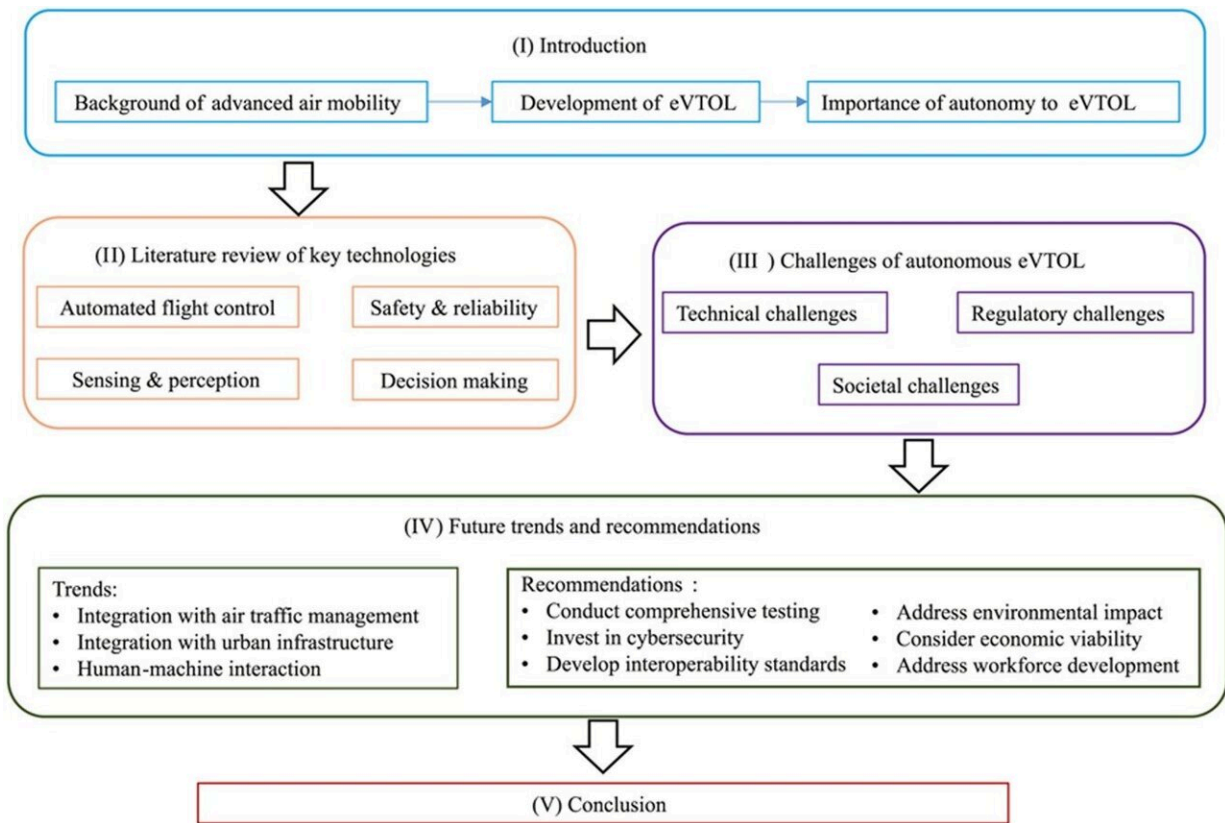 (I) Introduction
Background of advanced air mobility
Development of eVTOL
Importance of autonomy to eVTOL
(II) Literature review of key technologies
Automated flight control
Safety & reliability
Sensing & perception
Decision making
(III ) Challenges of autonomous eVTOL
Technical challenges
Regulatory challenges
Societal challenges
(IV) Future trends and recommendations
Trends:
• Integration with air traffic management
• Integration with urban infrastructure
• Human-machine interaction
Recommendations :
• Conduct comprehensive testing
• Invest in cybersecurity
• Develop interoperability standards
• Address environmental impact
• Consider economic viability
• Address workforce development
(V) Conclusion